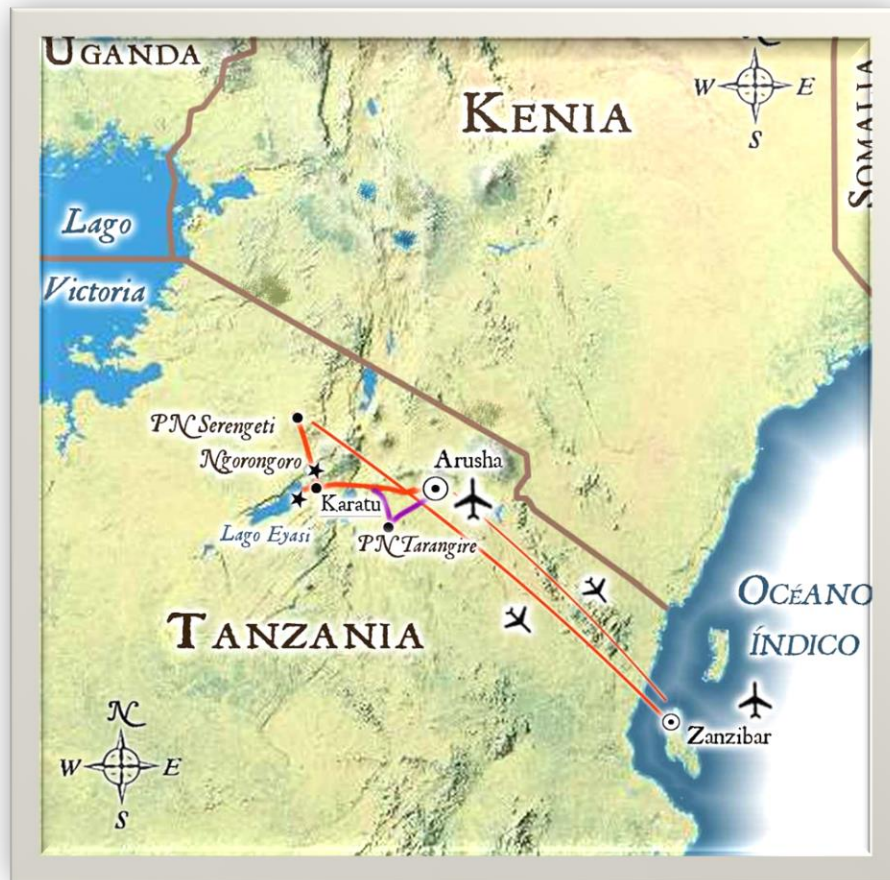 UGANDA
KENIA
W E
S
SOMALIA
Lago
Victoria
PN Serengeti
Ngorongoro
Arusha
Karatu
Lago Eyasi
PN Tarangire
OCÉANO
ÍNDICO
TANZANIA
Zanzibar
N
W E
S